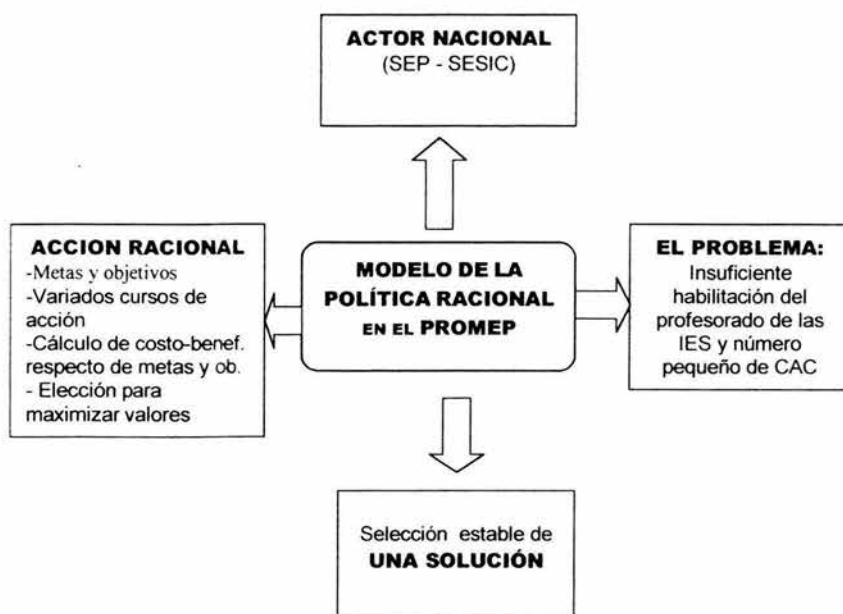 ACTOR NACIONAL
(SEP - SESIC)
ACCION RACIONAL
-Metas y objetivos
-Variados cursos de
acción
-Cálculo de costo-benef.
respecto de metas y ob.
- Elección para
maximizar valores
MODELO DE LA
POLÍTICA RACIONAL
EN EL PROMEP
EL PROBLEMA:
Insuficiente
habilitación del
profesorado de las
IES y número
pequeño de CAC
Selección estable de
UNA SOLUCIÓN